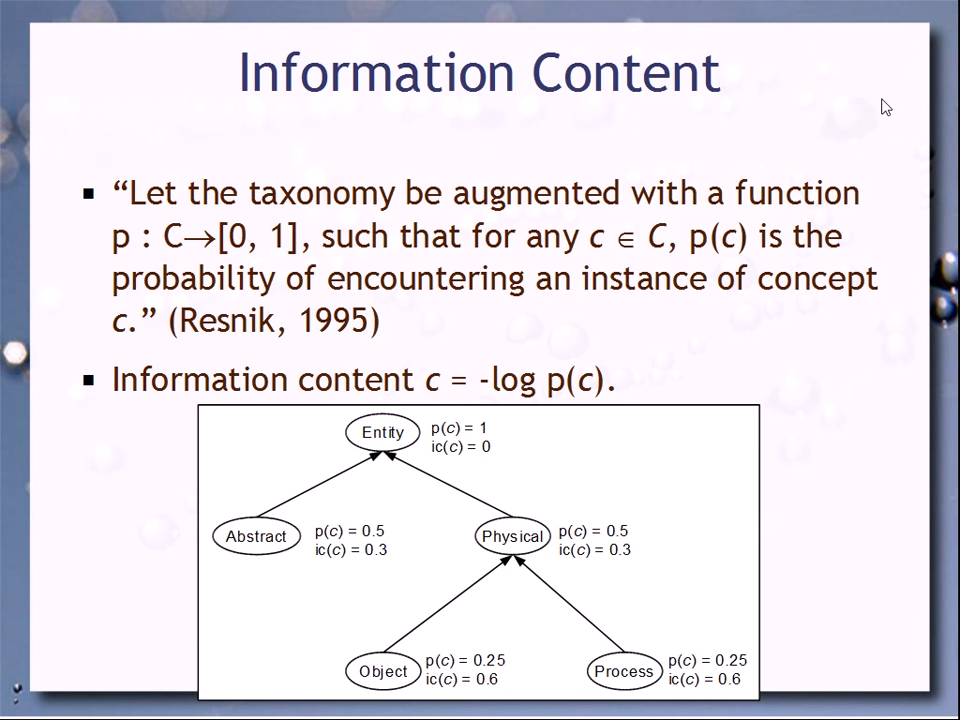 Information Content
▪ “Let the taxonomy be augmented with a function
p : C→[0, 1], such that for any c ∈ C, p(c) is the
probability of encountering an instance of concept
c.” (Resnik, 1995)
▪ Information content c = -log p(c).
Entity
p(c) = 1
ic(c) = 0
Abstract
p(c) = 0.5
ic(c) = 0.3
Physical
p(c) = 0.5
ic(c) = 0.3
Object
p(c) = 0.25
ic(c) = 0.6
Process
p(c) = 0.25
ic(c) = 0.6